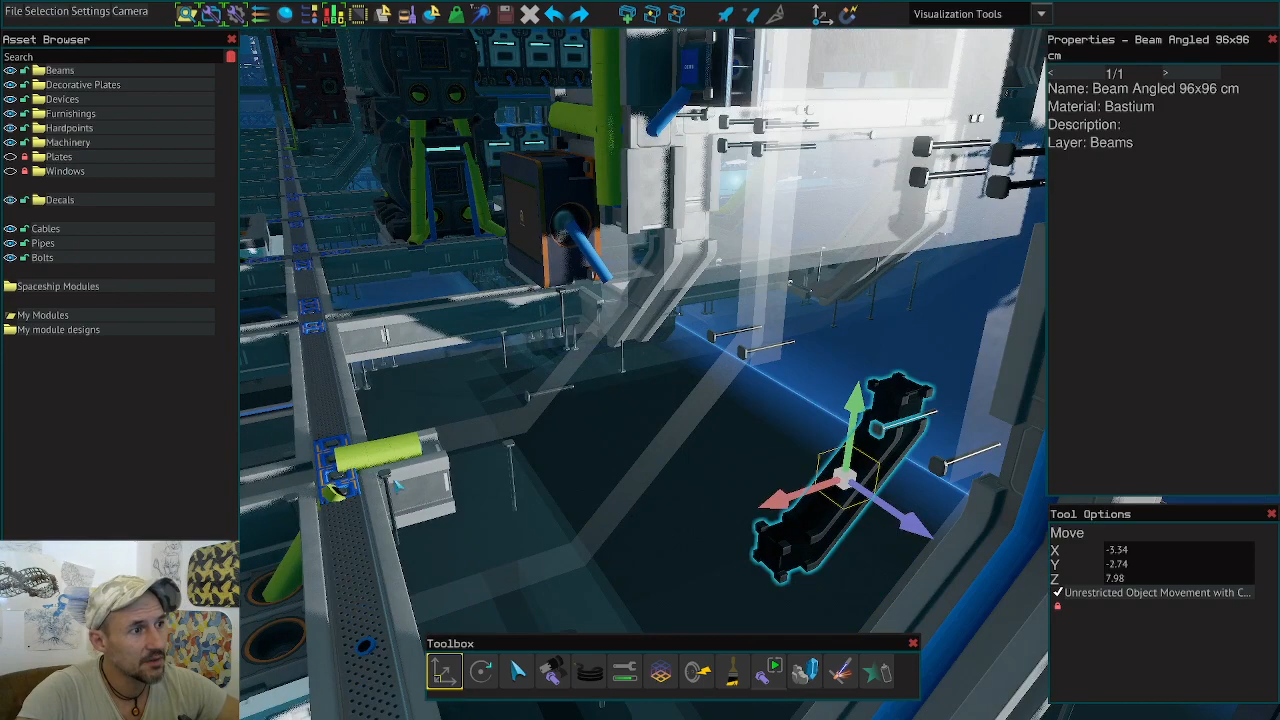 File Selection Settings Camera
Visualization Tools
Asset Browser
Search
Beams
Decorative Plates
Devices
Furnishings
Hardpoints
Machinery
Plates
Windows
Decals
Cables
Pipes
Bolts
Spaceship Modules
My Modules
My module designs
Properties - Beam Angled 96x96 cm
< 1/1 >
Name: Beam Angled 96x96 cm
Material: Bastium
Description:
Layer: Beams
Tool Options
Move
X -3.34
Y -2.74
Z 7.98
Unrestricted Object Movement with C...
Toolbox